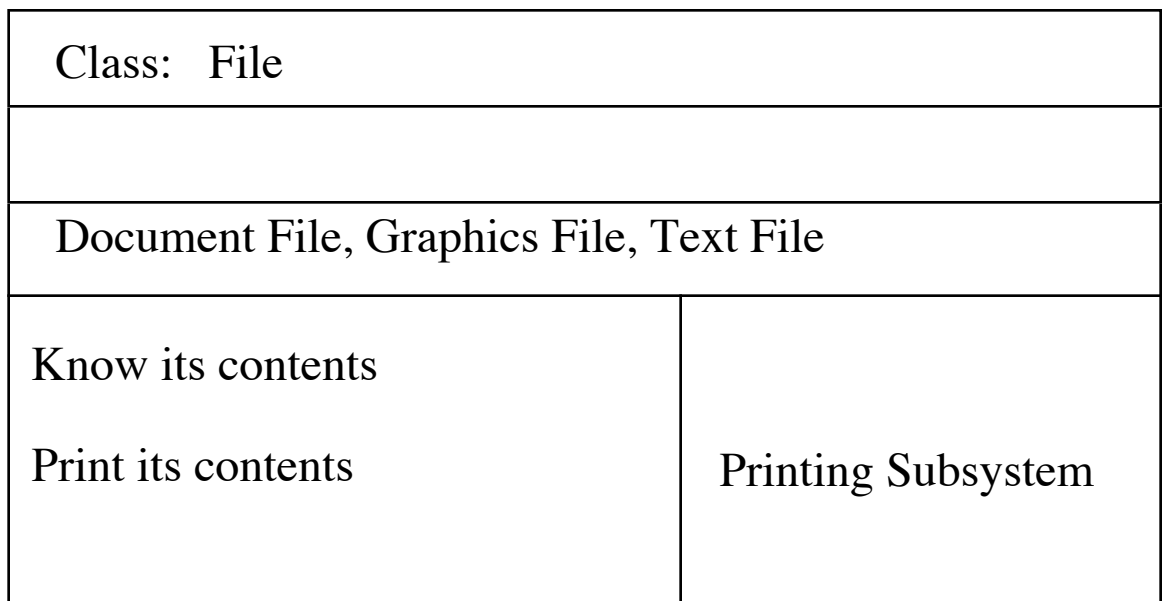 Class: File
Document File, Graphics File, Text File
Know its contents
Print its contents
Printing Subsystem